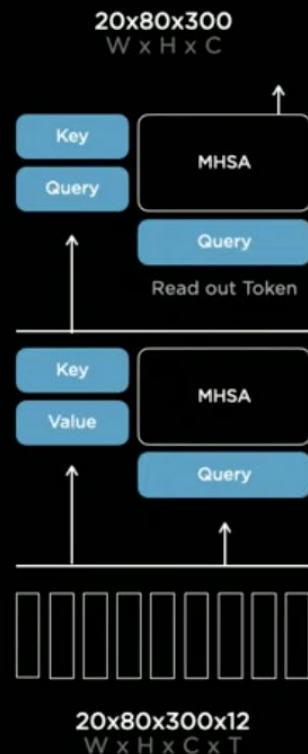 20x80x300
W x H x C
Key
MHSA
Query
Query
Read out Token
Key
MHSA
Value
Query
20x80x300x12
W x H x C x T